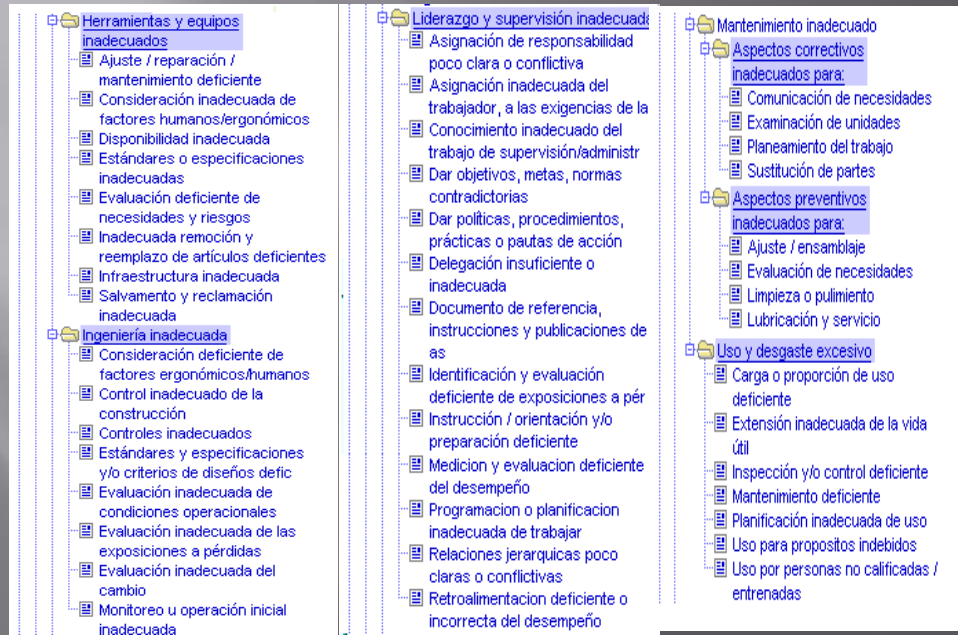 Herramientas y equipos
inadecuados
Ajuste / reparación /
mantenimiento deficiente
Consideración inadecuada de
factores humanos/ergonómicos
Disponibilidad inadecuada
Estándares o especificaciones
inadecuadas
Evaluación deficiente de
necesidades y riesgos
Inadecuada remoción y
reemplazo de artículos deficientes
Infraestructura inadecuada
Salvamento y reclamación
inadecuada
Ingeniería inadecuada
Consideración deficiente de
factores ergonómicos/humanos
Control inadecuado de la
construcción
Controles inadecuados
Estándares y especificaciones
y/o criterios de diseños defic
Evaluación inadecuada de
condiciones operacionales
Evaluación inadecuada de las
exposiciones a pérdidas
Evaluación inadecuada del
cambio
Monitoreo u operación inicial
inadecuada
Liderazgo y supervisión inadecuada
Asignación de responsabilidad
poco clara o conflictiva
Asignación inadecuada del
trabajador, a las exigencias de la
Conocimiento inadecuado del
trabajo de supervisión/administr
Dar objetivos, metas, normas
contradictorias
Dar políticas, procedimientos,
prácticas o pautas de acción
Delegación insuficiente o
inadecuada
Documento de referencia,
instrucciones y publicaciones de
as
Identificación y evaluación
deficiente de exposiciones a pér
Instrucción / orientación y/o
preparación deficiente
Medicion y evaluacion deficiente
del desempeño
Programacion o planificacion
inadecuada de trabajar
Relaciones jerarquicas poco
claras o conflictivas
Retroalimentacion deficiente o
incorrecta del desempeño
Mantenimiento inadecuado
Aspectos correctivos
inadecuados para:
Comunicación de necesidades
Examinación de unidades
Planeamiento del trabajo
Sustitución de partes
Aspectos preventivos
inadecuados para:
Ajuste / ensamblaje
Evaluación de necesidades
Limpieza o pulimiento
Lubricación y servicio
Uso y desgaste excesivo
Carga o proporción de uso
deficiente
Extensión inadecuada de la vida
útil
Inspección y/o control deficiente
Mantenimiento deficiente
Planificación inadecuada de uso
Uso para propositos indebidos
Uso por personas no calificadas /
entrenadas